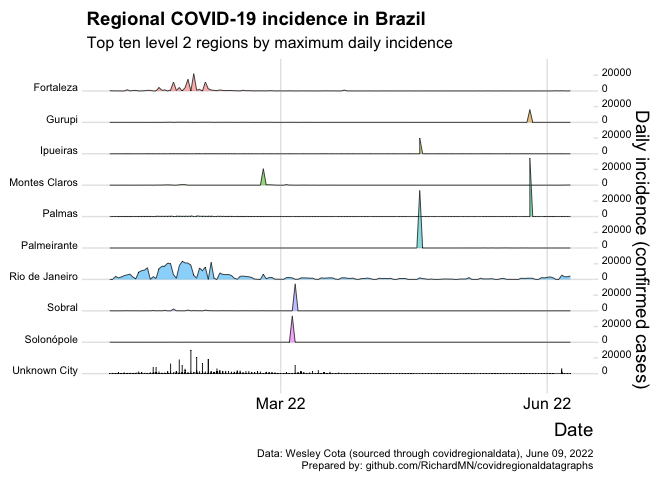 Regional COVID-19 incidence in Brazil
Top ten level 2 regions by maximum daily incidence
Fortaleza
20000
0
Gurupi
20000
0
Ipueiras
20000
0
Montes Claros
20000
0
Palmas
20000
0
Palmeirante
20000
0
Rio de Janeiro
20000
0
Sobral
20000
0
Solonópole
20000
0
Unknown City
20000
0
Daily incidence (confirmed cases)
Mar 22
Jun 22
Date
Data: Wesley Cota (sourced through covidregionaldata), June 09, 2022
Prepared by: github.com/RichardMN/covidregionaldatagraphs